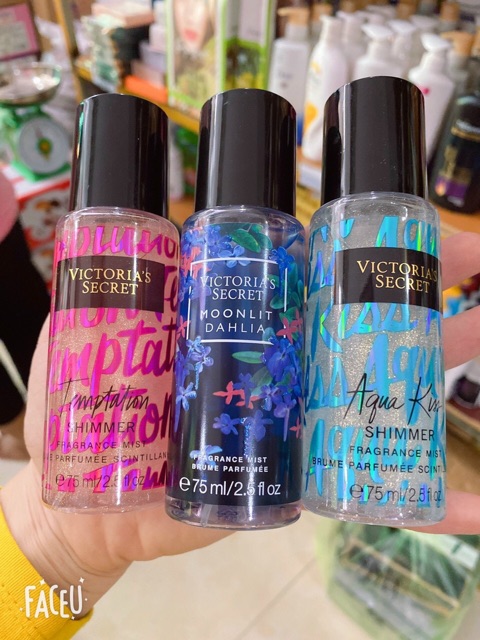 VICTORIA'S
SECRET
Temptation
SHIMMER
FRAGRANCE MIST
e 75 ml/2.5 fl oz
VICTORIA'S
SECRET
MOONLIT
DAHLIA
FRAGRANCE MIST
BRUME PARFUMÉE
e 75 ml/2.5 fl oz
VICTORIA'S
SECRET
Aqua Kiss
SHIMMER
FRAGRANCE MIST
BRUME PARFUMÉE
e 75 ml/2.5 fl oz
FACEU